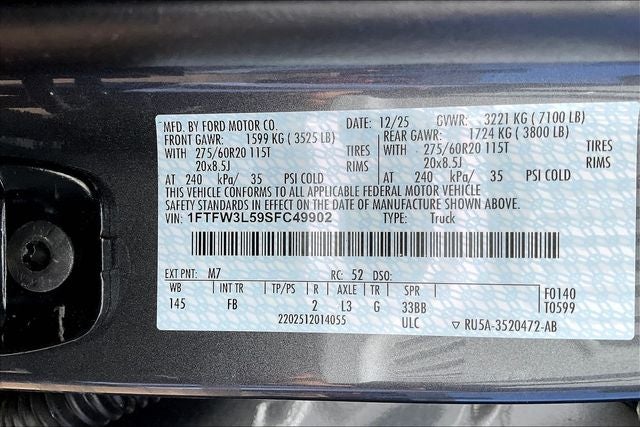 MFD. BY FORD MOTOR CO. DATE: 12/25 GVWR: 3221 KG ( 7100 LB)
FRONT GAWR: 1599 KG ( 3525 LB) REAR GAWR: 1724 KG ( 3800 LB)
WITH 275/60R20 115T TIRES WITH 275/60R20 115T TIRES
20x8.5J RIMS 20x8.5J RIMS
AT 240 kPa/ 35 PSI COLD AT 240 kPa/ 35 PSI COLD
THIS VEHICLE CONFORMS TO ALL APPLICABLE FEDERAL MOTOR VEHICLE
SAFETY STANDARDS IN EFFECT ON THE DATE OF MANUFACTURE SHOWN ABOVE.
VIN: 1FTFW3L59SFC49902 TYPE: Truck
EXT PNT: M7 RC: 52 DSO:
WB INT TR TP/PS R AXLE TR SPR F0140
145 FB 2 L3 G 33BB T0599
2202512014055 ULC ▽ RU5A-3520472-AB